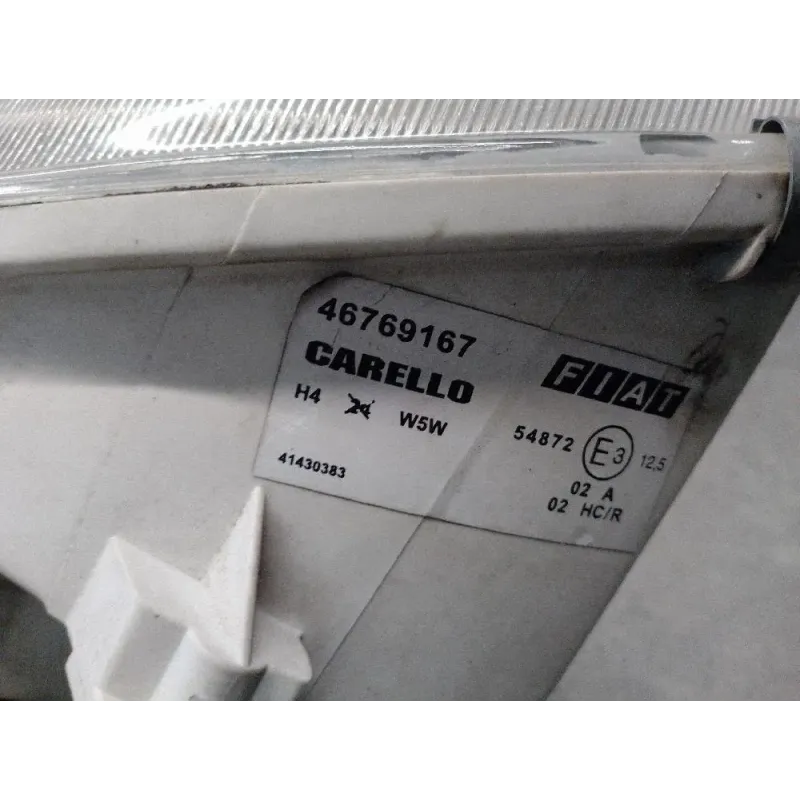 46769167
CARELLO
FIAT
H4 24 W5W
54872 E3 12,5
41430383
02 A
02 HC/R